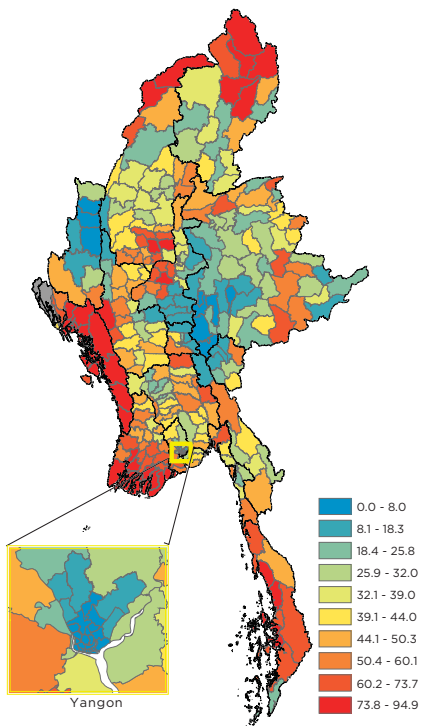 0.0 - 8.0
8.1 - 18.3
18.4 - 25.8
25.9 - 32.0
32.1 - 39.0
39.1 - 44.0
44.1 - 50.3
50.4 - 60.1
60.2 - 73.7
73.8 - 94.9
Yangon